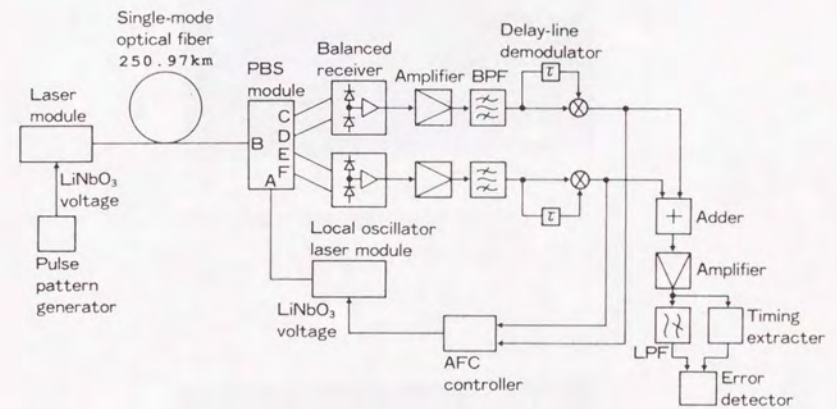 Single-mode
optical fiber
250.97km
Laser
module
LiNbO₃
voltage
Pulse
pattern
generator
PBS
module
B
C
D
E
F
A
Balanced
receiver
Amplifier
BPF
Delay-line
demodulator
τ
τ
Local oscillator
laser module
LiNbO₃
voltage
AFC
controller
+
Adder
Amplifier
LPF
Timing
extracter
Error
detector